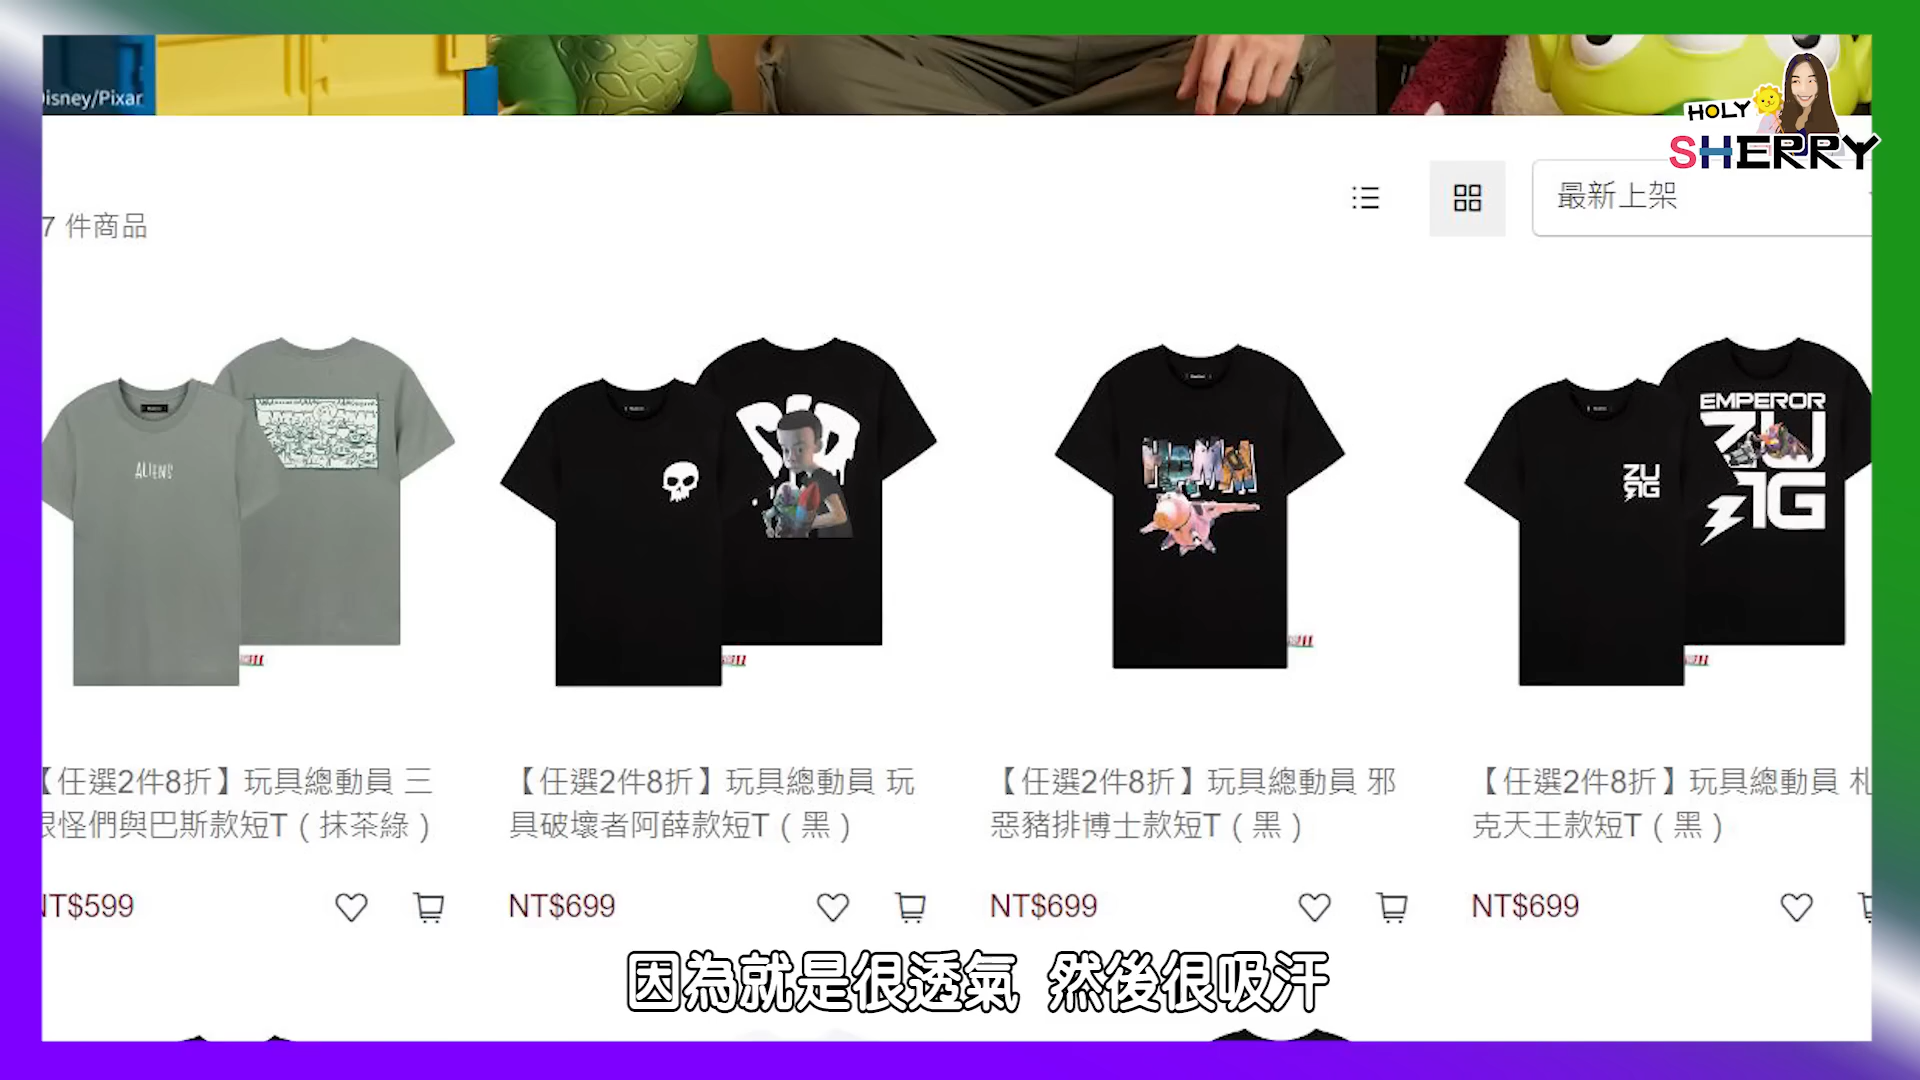 isney/Pixar
HOLY
SHERRY
7 件商品
最新上架
ALIENS
SID
HAMM
ZU
RG
EMPEROR
ZU
RG
【任選2件8折】玩具總動員 三
眼怪們與巴斯款短T（抹茶綠）
NT$599
【任選2件8折】玩具總動員 玩
具破壞者阿薛款短T（黑）
NT$699
【任選2件8折】玩具總動員 邪
惡豬排博士款短T（黑）
NT$699
【任選2件8折】玩具總動員 札
克天王款短T（黑）
NT$699
因為就是很透氣 然後很吸汗